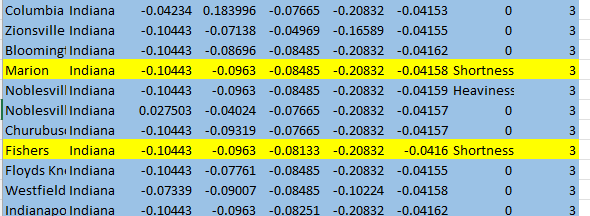 Columbia Indiana -0.04234 0.183996 -0.07665 -0.20832 -0.04153 0 3
Zionsville Indiana -0.10443 -0.07138 -0.04969 -0.16589 -0.04155 0 3
Blooming Indiana -0.10443 -0.08696 -0.08485 -0.20832 -0.04162 0 3
Marion Indiana -0.10443 -0.0963 -0.08485 -0.20832 -0.04158 Shortness 3
Noblesvill Indiana -0.10443 -0.0963 -0.08485 -0.20832 -0.04159 Heaviness 3
Noblesvill Indiana 0.027503 -0.04024 -0.07665 -0.20832 -0.04157 0 3
Churubus Indiana -0.10443 -0.09319 -0.07665 -0.20832 -0.04157 0 3
Fishers Indiana -0.10443 -0.0963 -0.08133 -0.20832 -0.0416 Shortness 3
Floyds Kn Indiana -0.10443 -0.07761 -0.08485 -0.20832 -0.04155 0 3
Westfield Indiana -0.07339 -0.09007 -0.08485 -0.10224 -0.04158 0 3
Indianapo Indiana -0.10443 -0.0963 -0.08251 -0.20832 -0.04162 0 3